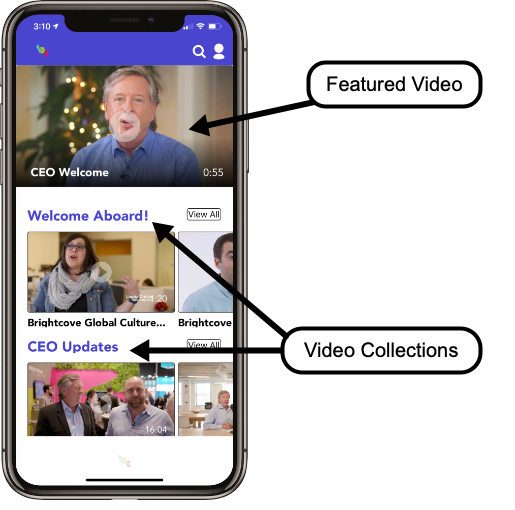 3:10
Featured Video
CEO Welcome
0:55
Welcome Aboard!
View All
20
Brightcove Global Culture...
Brightcove
CEO Updates
View All
Video Collections
16:04